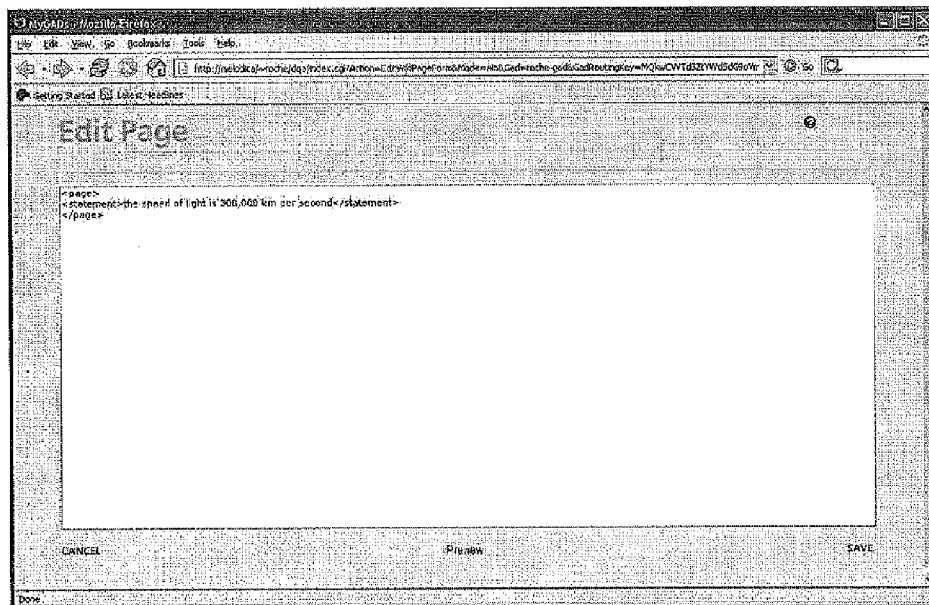 MyGADs - Mozilla Firefox
File Edit View Go Bookmarks Tools Help
Go
Getting Started Latest Headlines
Edit Page
<page>
<statement>the speed of light is 300,000 km per second</statement>
</page>
CANCEL Preview SAVE
Done